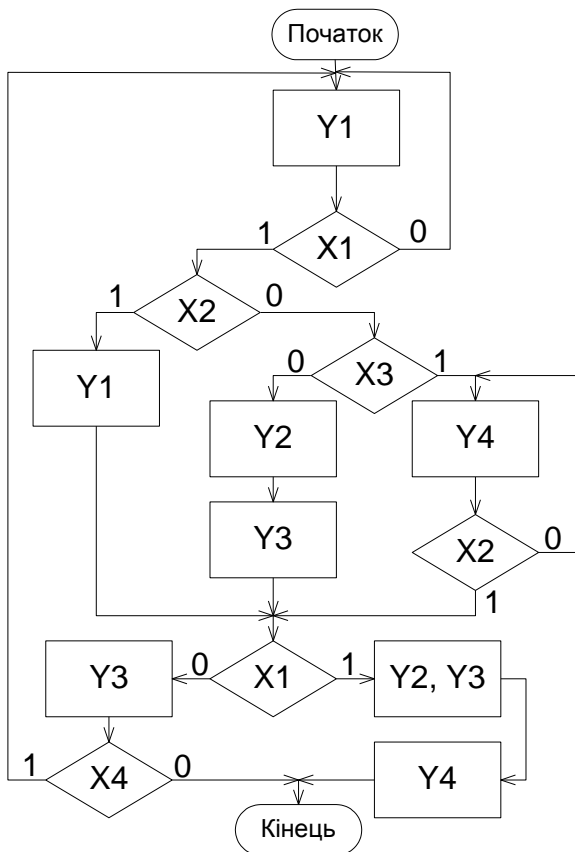 Початок
Y1
1 X1 0
1 X2 0
0 X3 1
Y1
Y2
Y4
Y3
X2 0
1
Y3
0 X1 1
Y2, Y3
1 X4 0
Y4
Кінець